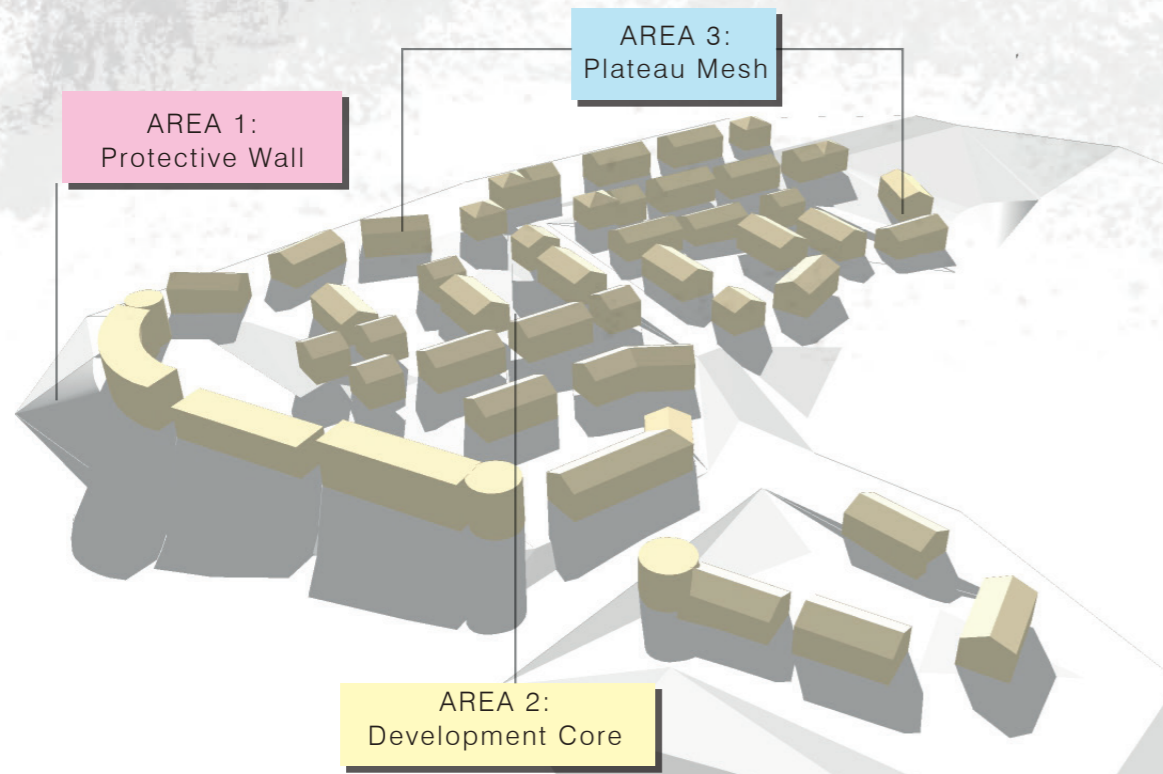 AREA 3:
Plateau Mesh
AREA 1:
Protective Wall
AREA 2:
Development Core